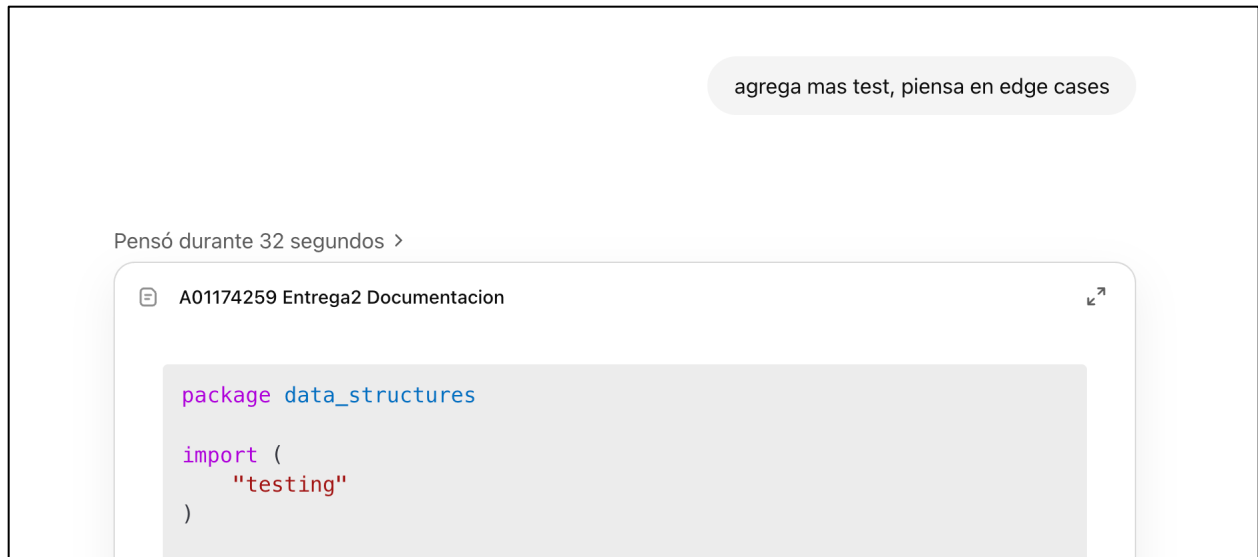 agrega mas test, piensa en edge cases
Pensó durante 32 segundos >
A01174259 Entrega2 Documentacion
package data_structures
import (
    "testing"
)